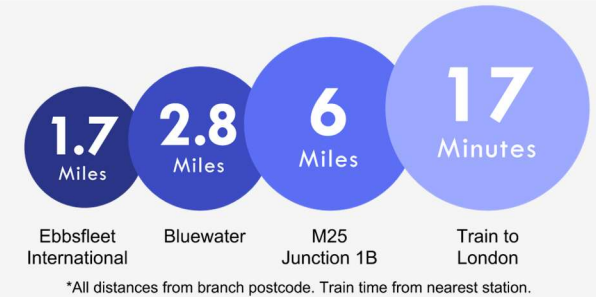 1.7
Miles
2.8
Miles
6
Miles
17
Minutes
Ebbsfleet
International
Bluewater
M25
Junction 1B
Train to
London
*All distances from branch postcode. Train time from nearest station.